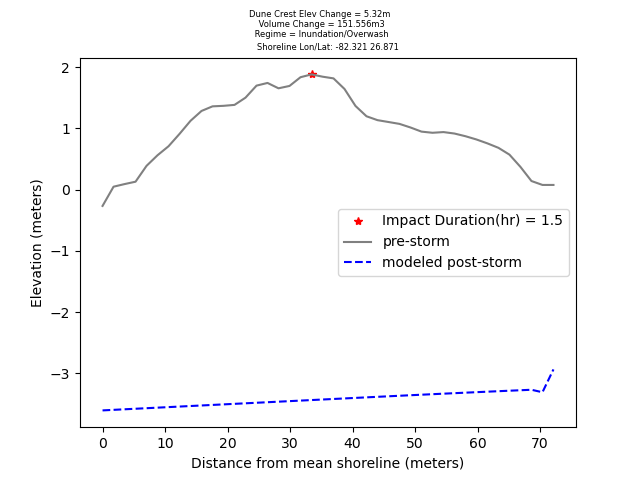 Dune Crest Elev Change = 5.32m
Volume Change = 151.556m3
Regime = Inundation/Overwash
Shoreline Lon/Lat: -82.321 26.871
2
1
0
−1
−2
−3
Elevation (meters)
Impact Duration(hr) = 1.5
pre-storm
modeled post-storm
0 10 20 30 40 50 60 70
Distance from mean shoreline (meters)